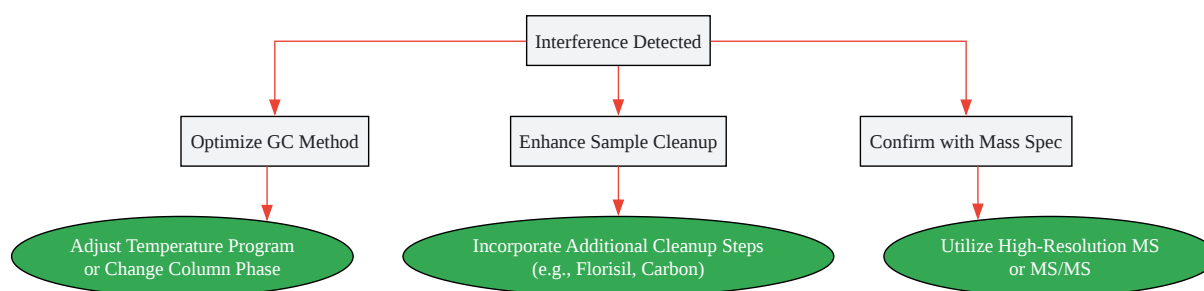 Interference Detected
Optimize GC Method
Enhance Sample Cleanup
Confirm with Mass Spec
Adjust Temperature Program
or Change Column Phase
Incorporate Additional Cleanup Steps
(e.g., Florisil, Carbon)
Utilize High-Resolution MS
or MS/MS